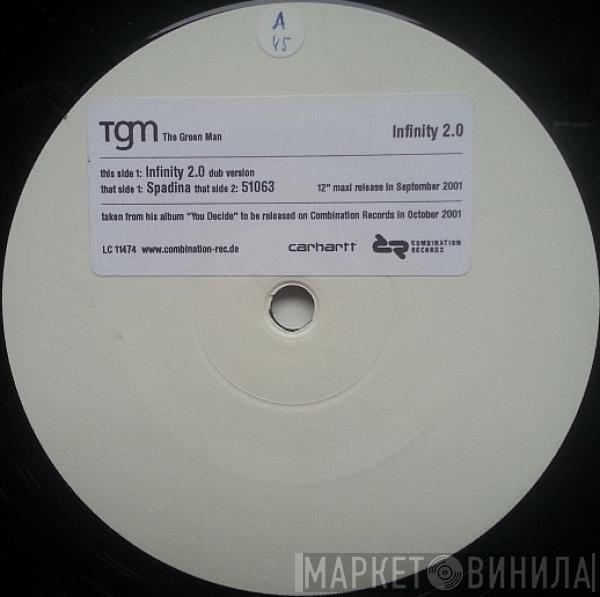 A
45
TGM The Green Man
Infinity 2.0
this side 1: Infinity 2.0 dub version
that side 1: Spadina that side 2: 51063 12" maxi release in September 2001
taken from his album "You Decide" to be released on Combination Records in October 2001
LC 11474 www.combination-rec.de carhartt CR COMBINATION RECORDS
МАРКЕТ ВИНИЛА